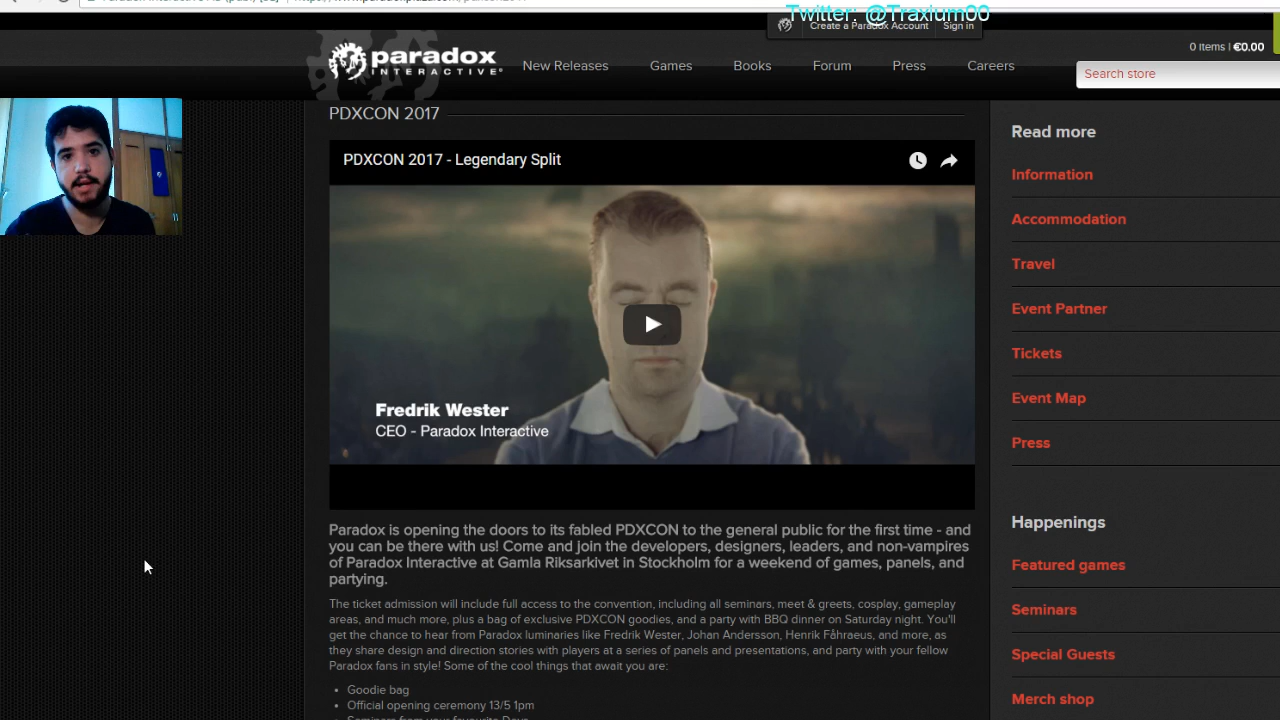 Twitter: @Traxium00
Create a Paradox Account Sign in
paradox
INTERACTIVE
New Releases Games Books Forum Press Careers
0 items | €0.00
Search store
PDXCON 2017
PDXCON 2017 - Legendary Split
Fredrik Wester
CEO - Paradox Interactive
Paradox is opening the doors to its fabled PDXCON to the general public for the first time - and
you can be there with us! Come and join the developers, designers, leaders, and non-vampires
of Paradox Interactive at Gamla Riksarkivet in Stockholm for a weekend of games, panels, and
partying.
The ticket admission will include full access to the convention, including all seminars, meet & greets, cosplay, gameplay
areas, and much more, plus a bag of exclusive PDXCON goodies, and a party with BBQ dinner on Saturday night. You'll
get the chance to hear from Paradox luminaries like Fredrik Wester, Johan Andersson, Henrik Fåhraeus, and more, as
they share design and direction stories with players at a series of panels and presentations, and party with your fellow
Paradox fans in style! Some of the cool things that await you are:
• Goodie bag
• Official opening ceremony 13/5 1pm
Read more
Information
Accommodation
Travel
Event Partner
Tickets
Event Map
Press
Happenings
Featured games
Seminars
Special Guests
Merch shop